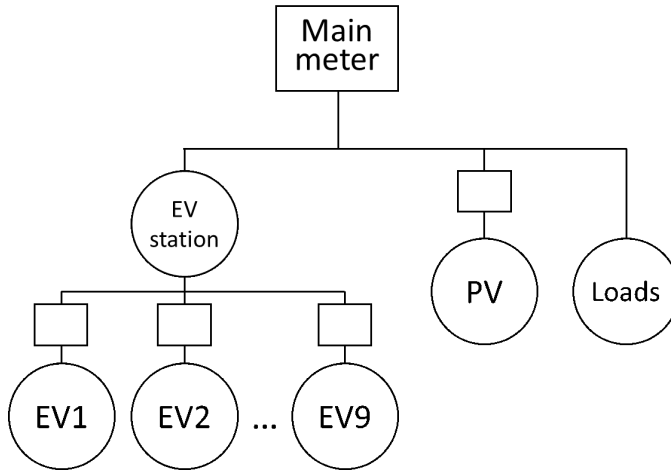 Main
meter
EV
station
PV
Loads
EV1
EV2
...
EV9